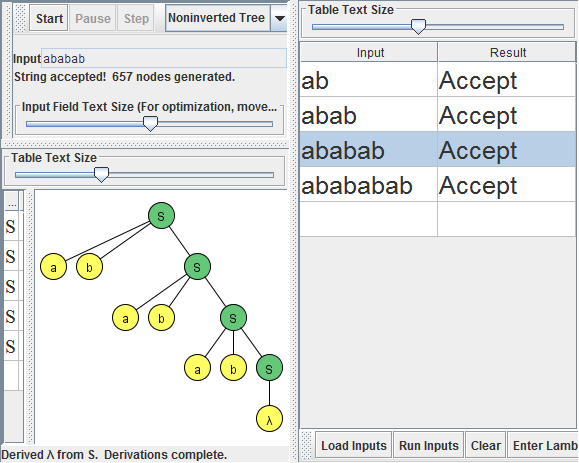 Start Pause Step Noninverted Tree
Input ababab
String accepted! 657 nodes generated.
Input Field Text Size (For optimization, move...
Table Text Size
...
S
S
S
S
S
S
a b S
a b S
a b S
λ
Derived λ from S. Derivations complete.
Table Text Size
Input Result
ab Accept
abab Accept
ababab Accept
abababab Accept
Load Inputs Run Inputs Clear Enter Lamb